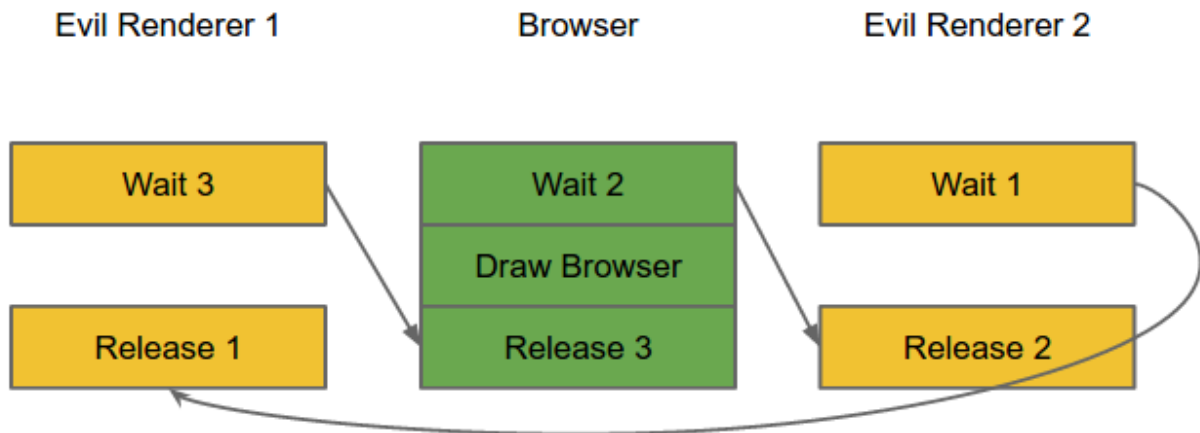 Evil Renderer 1
Browser
Evil Renderer 2
Wait 3
Wait 2
Wait 1
Draw Browser
Release 1
Release 3
Release 2